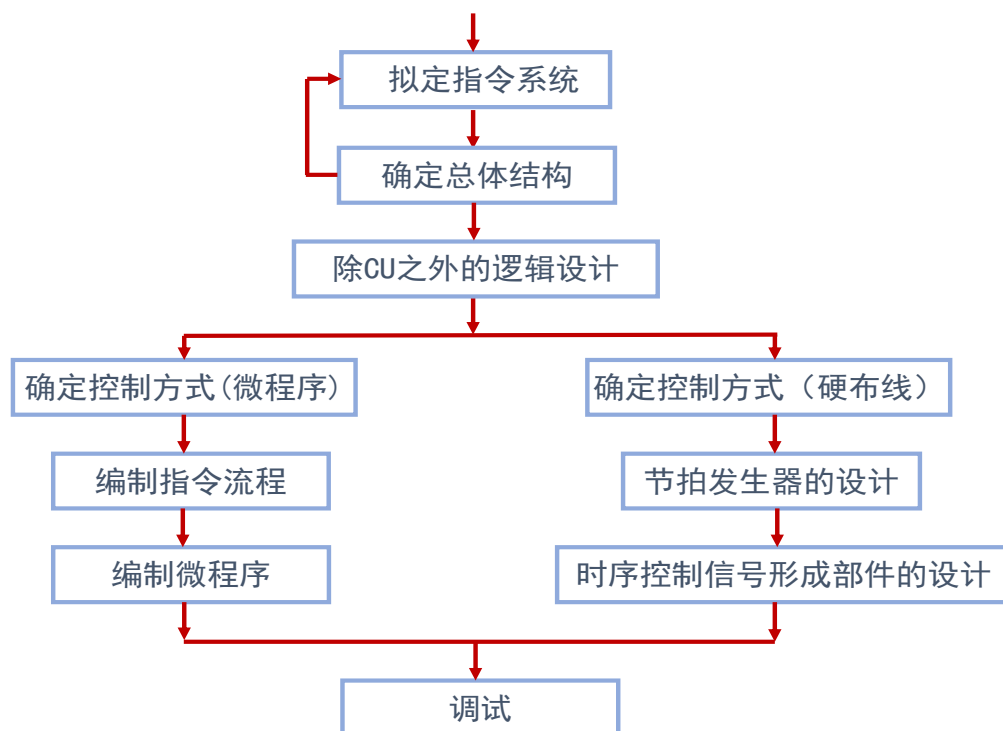 拟定指令系统
确定总体结构
除CU之外的逻辑设计
确定控制方式(微程序)
确定控制方式（硬布线）
编制指令流程
节拍发生器的设计
编制微程序
时序控制信号形成部件的设计
调试